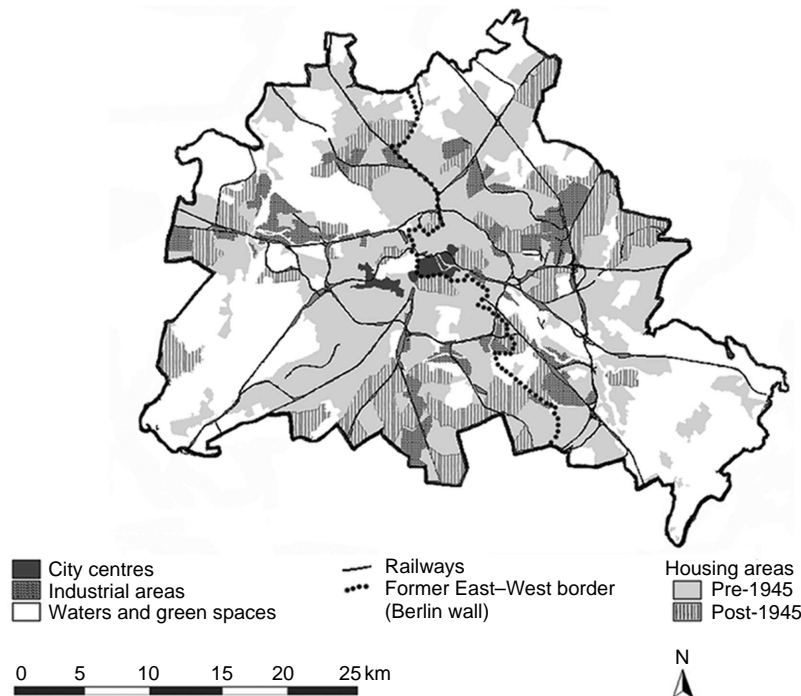 City centres
Industrial areas
Waters and green spaces
Railways
Former East–West border
(Berlin wall)
Housing areas
Pre-1945
Post-1945
0 5 10 15 20 25 km
N